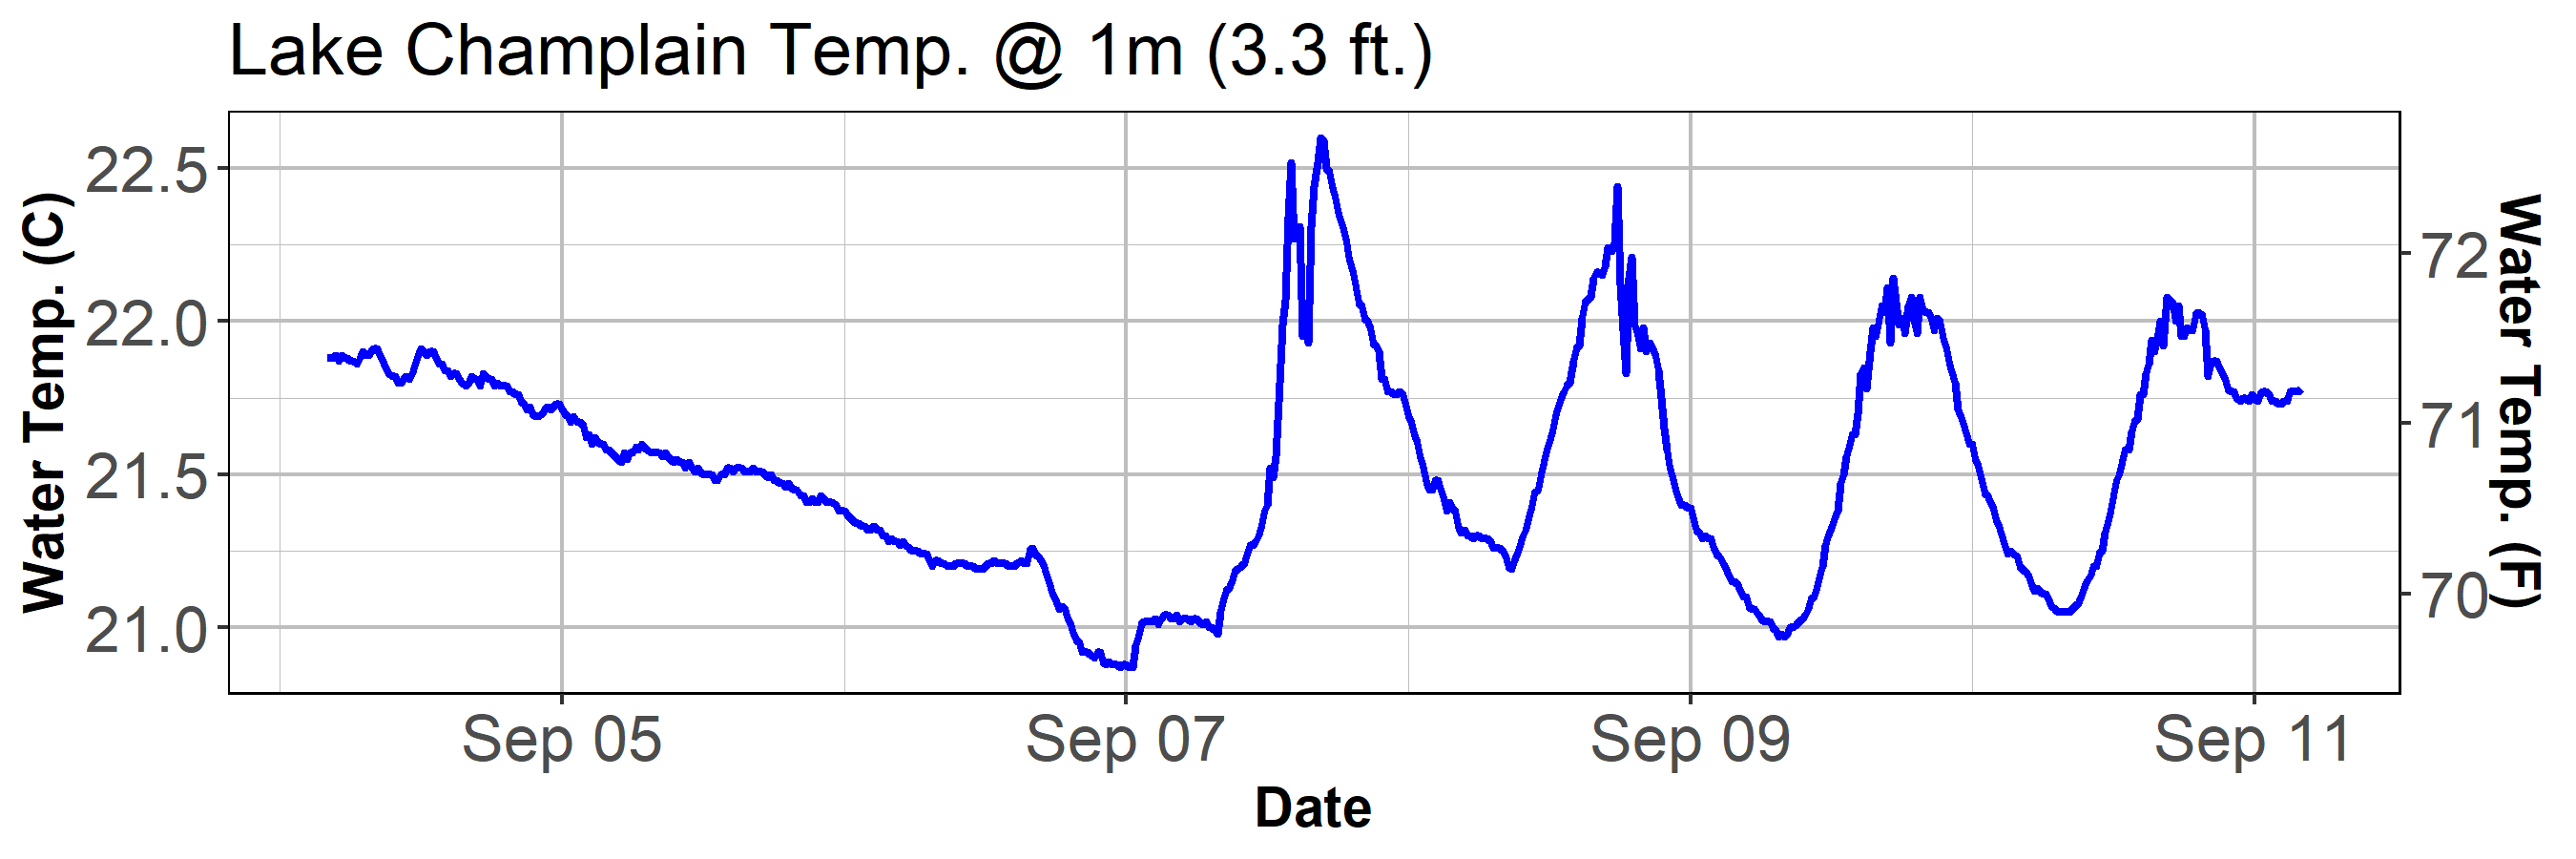 Lake Champlain Temp. @ 1m (3.3 ft.)
Water Temp. (C)
22.5
22.0
21.5
21.0
72
71
70
Water Temp. (F)
Sep 05
Sep 07
Sep 09
Sep 11
Date